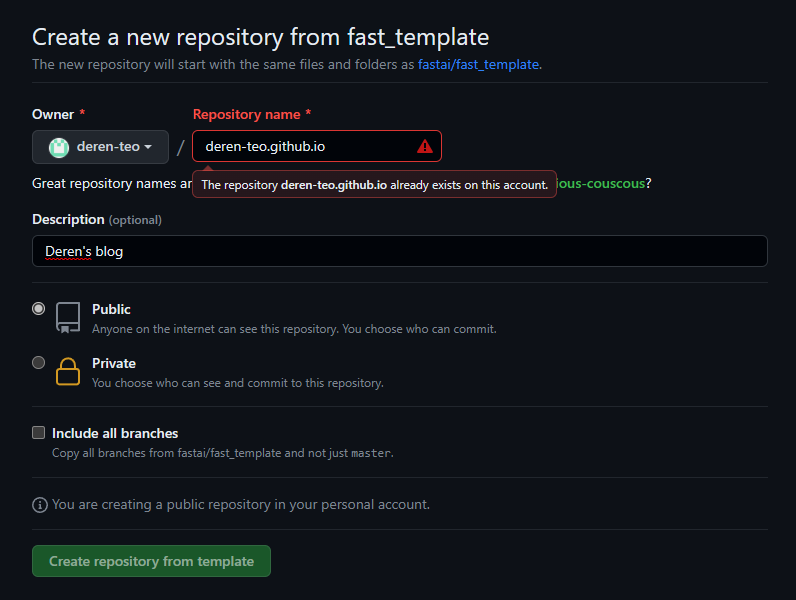 Create a new repository from fast_template
The new repository will start with the same files and folders as fastai/fast_template.
Owner * Repository name *
deren-teo / deren-teo.github.io
Great repository names ious-couscous?
The repository deren-teo.github.io already exists on this account.
Description (optional)
Deren's blog
Public
Anyone on the internet can see this repository. You choose who can commit.
Private
You choose who can see and commit to this repository.
Include all branches
Copy all branches from fastai/fast_template and not just master.
You are creating a public repository in your personal account.
Create repository from template